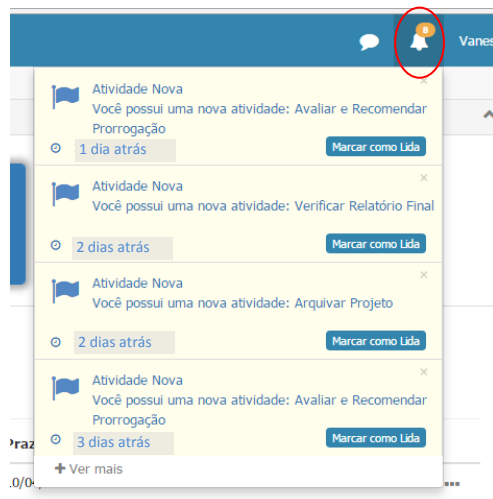 8
Vanes
Atividade Nova
Você possui uma nova atividade: Avaliar e Recomendar
Prorrogação
1 dia atrás
Marcar como Lida
Atividade Nova
Você possui uma nova atividade: Verificar Relatório Final
2 dias atrás
Marcar como Lida
Atividade Nova
Você possui uma nova atividade: Arquivar Projeto
2 dias atrás
Marcar como Lida
Atividade Nova
Você possui uma nova atividade: Avaliar e Recomendar
Prorrogação
3 dias atrás
Marcar como Lida
Ver mais
Praz
10/04